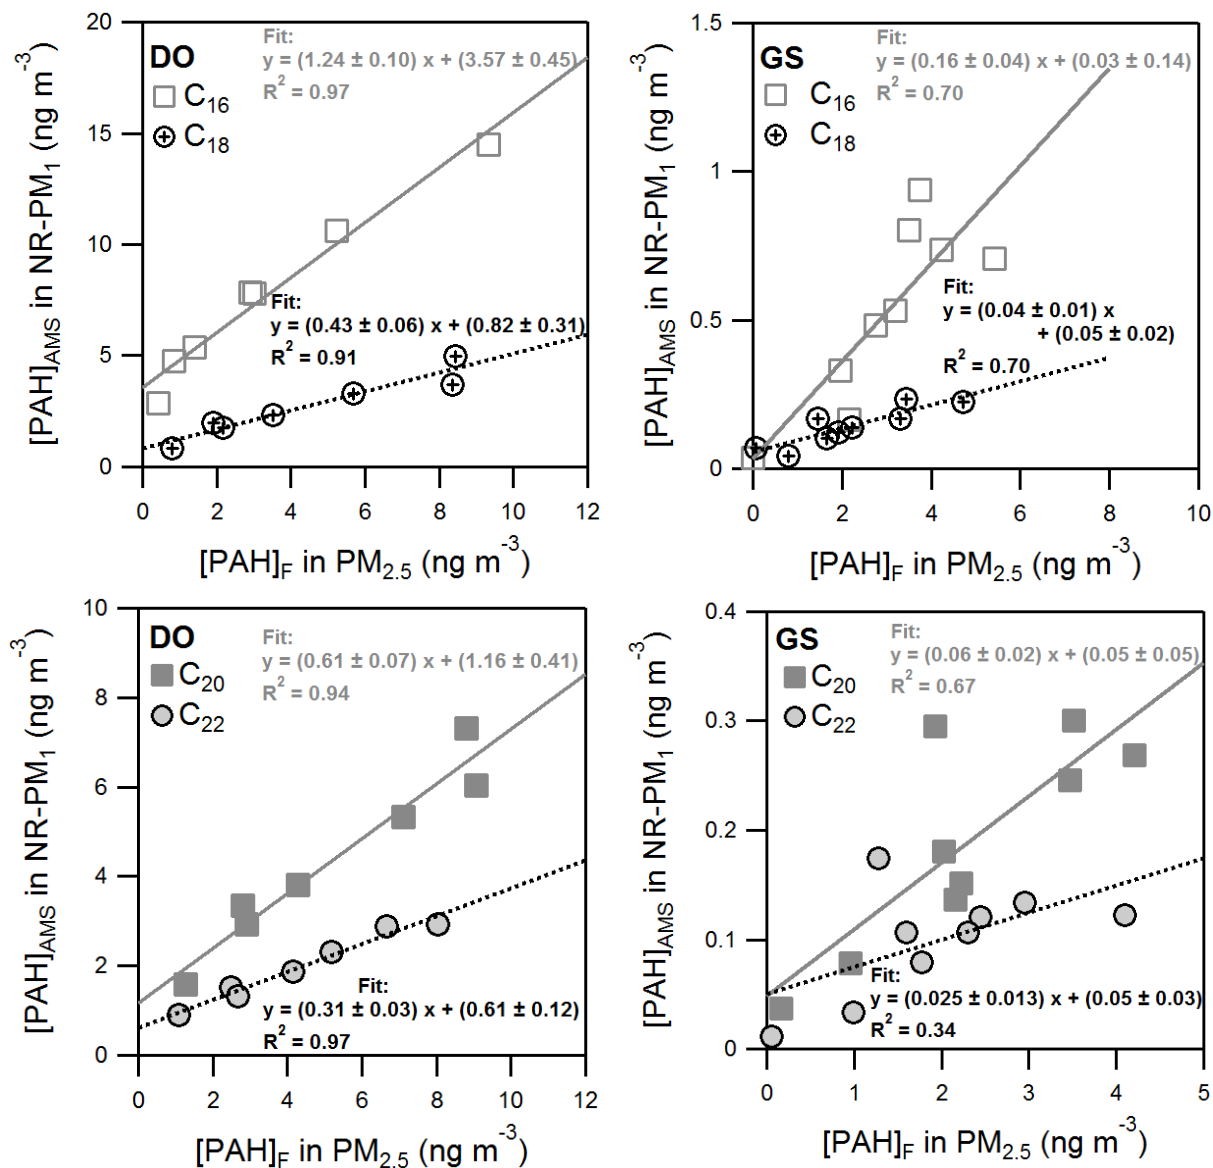 [PAH]AMS in NR-PM1 (ng m-3)
20
15
10
5
0
DO
C16
C18
Fit:
y = (1.24 ± 0.10) x + (3.57 ± 0.45)
R2 = 0.97
Fit:
y = (0.43 ± 0.06) x + (0.82 ± 0.31)
R2 = 0.91
0 2 4 6 8 10 12
[PAH]F in PM2.5 (ng m-3)
[PAH]AMS in NR-PM1 (ng m-3)
1.5
1
0.5
0
GS
C16
C18
Fit:
y = (0.16 ± 0.04) x + (0.03 ± 0.14)
R2 = 0.70
Fit:
y = (0.04 ± 0.01) x
+ (0.05 ± 0.02)
R2 = 0.70
0 2 4 6 8 10
[PAH]F in PM2.5 (ng m-3)
[PAH]AMS in NR-PM1 (ng m-3)
10
8
6
4
2
0
DO
C20
C22
Fit:
y = (0.61 ± 0.07) x + (1.16 ± 0.41)
R2 = 0.94
Fit:
y = (0.31 ± 0.03) x + (0.61 ± 0.12)
R2 = 0.97
0 2 4 6 8 10 12
[PAH]F in PM2.5 (ng m-3)
[PAH]AMS in NR-PM1 (ng m-3)
0.4
0.3
0.2
0.1
0
GS
C20
C22
Fit:
y = (0.06 ± 0.02) x + (0.05 ± 0.05)
R2 = 0.67
Fit:
y = (0.025 ± 0.013) x + (0.05 ± 0.03)
R2 = 0.34
0 1 2 3 4 5
[PAH]F in PM2.5 (ng m-3)